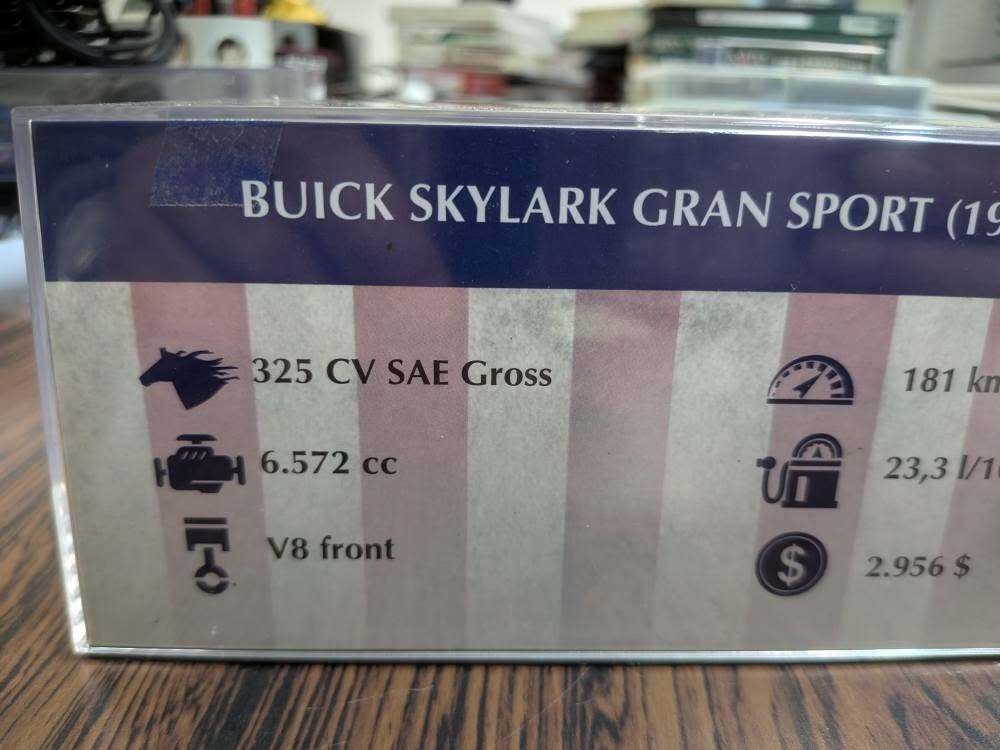 BUICK SKYLARK GRAN SPORT (19
325 CV SAE Gross
6.572 cc
V8 front
181 km
23,3 l/10
2.956 $